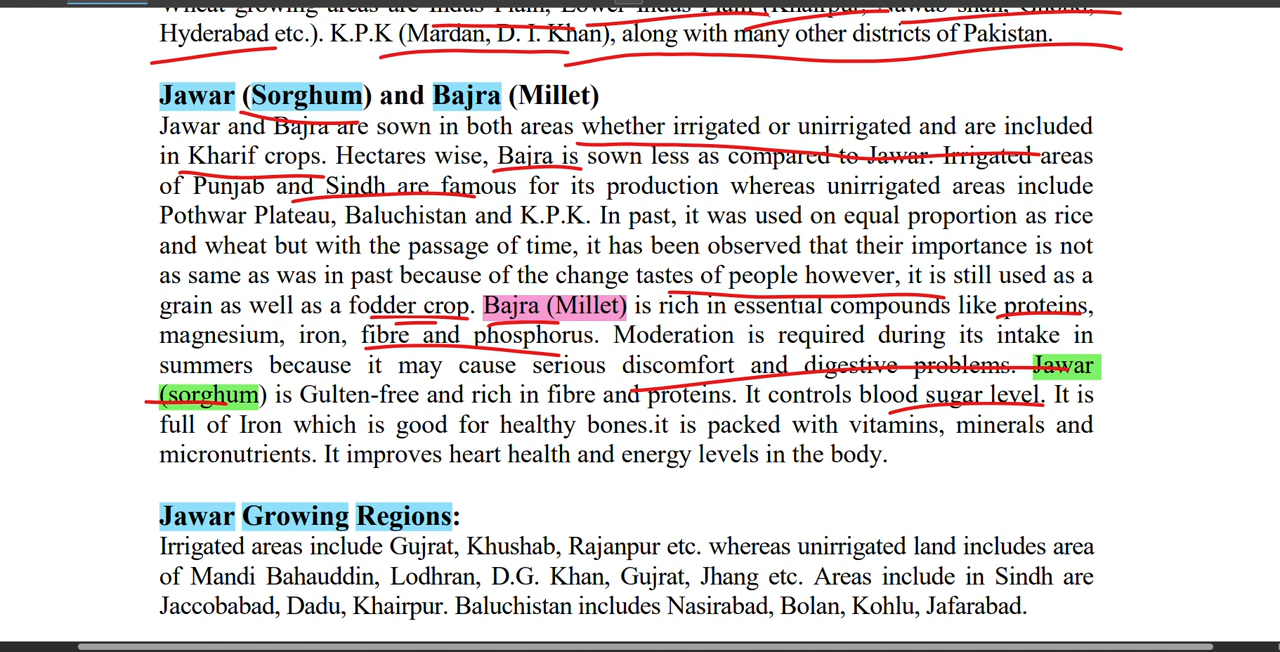 Wheat growing areas are Indus Plain, Lower Indus Plain (Khairpur, Nawab shah,
Hyderabad etc.). K.P.K (Mardan, D. I. Khan), along with many other districts of Pakistan.
Jawar (Sorghum) and Bajra (Millet)
Jawar and Bajra are sown in both areas whether irrigated or unirrigated and are included
in Kharif crops. Hectares wise, Bajra is sown less as compared to Jawar. Irrigated areas
of Punjab and Sindh are famous for its production whereas unirrigated areas include
Pothwar Plateau, Baluchistan and K.P.K. In past, it was used on equal proportion as rice
and wheat but with the passage of time, it has been observed that their importance is not
as same as was in past because of the change tastes of people however, it is still used as a
grain as well as a fodder crop. Bajra (Millet) is rich in essential compounds like proteins,
magnesium, iron, fibre and phosphorus. Moderation is required during its intake in
summers because it may cause serious discomfort and digestive problems. Jawar
(sorghum) is Gulten-free and rich in fibre and proteins. It controls blood sugar level. It is
full of Iron which is good for healthy bones.it is packed with vitamins, minerals and
micronutrients. It improves heart health and energy levels in the body.
Jawar Growing Regions:
Irrigated areas include Gujrat, Khushab, Rajanpur etc. whereas unirrigated land includes area
of Mandi Bahauddin, Lodhran, D.G. Khan, Gujrat, Jhang etc. Areas include in Sindh are
Jaccobabad, Dadu, Khairpur. Baluchistan includes Nasirabad, Bolan, Kohlu, Jafarabad.